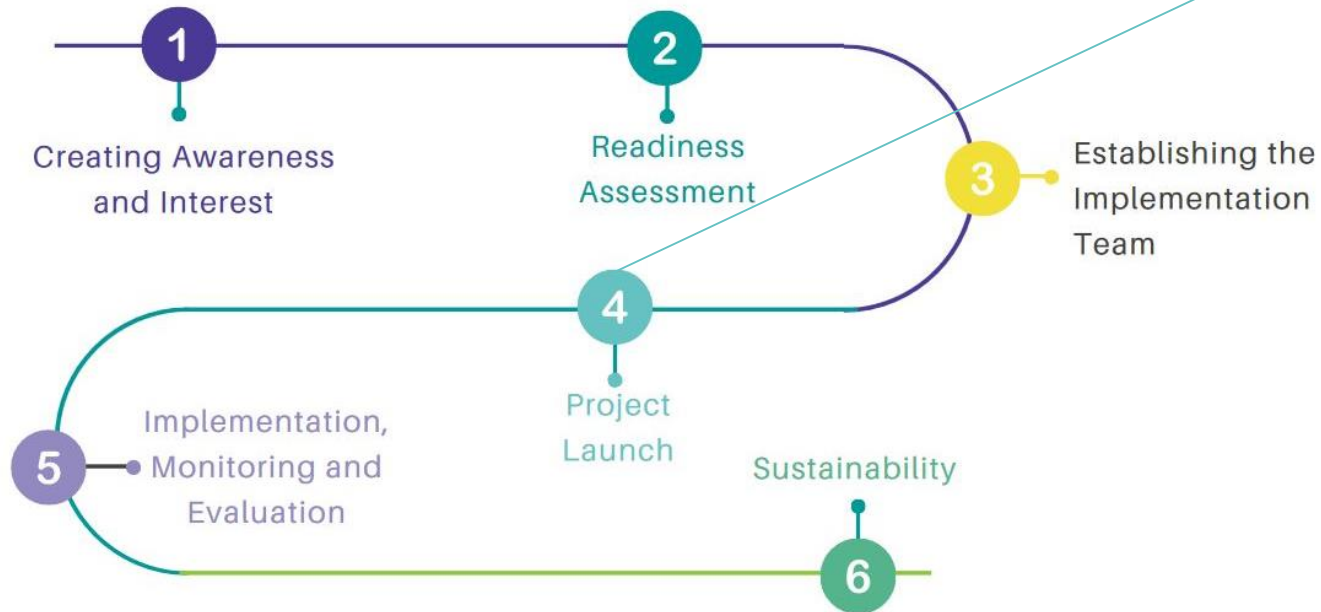 1
Creating Awareness
and Interest
2
Readiness
Assessment
3
Establishing the
Implementation
Team
4
Project
Launch
5
Implementation,
Monitoring and
Evaluation
6
Sustainability